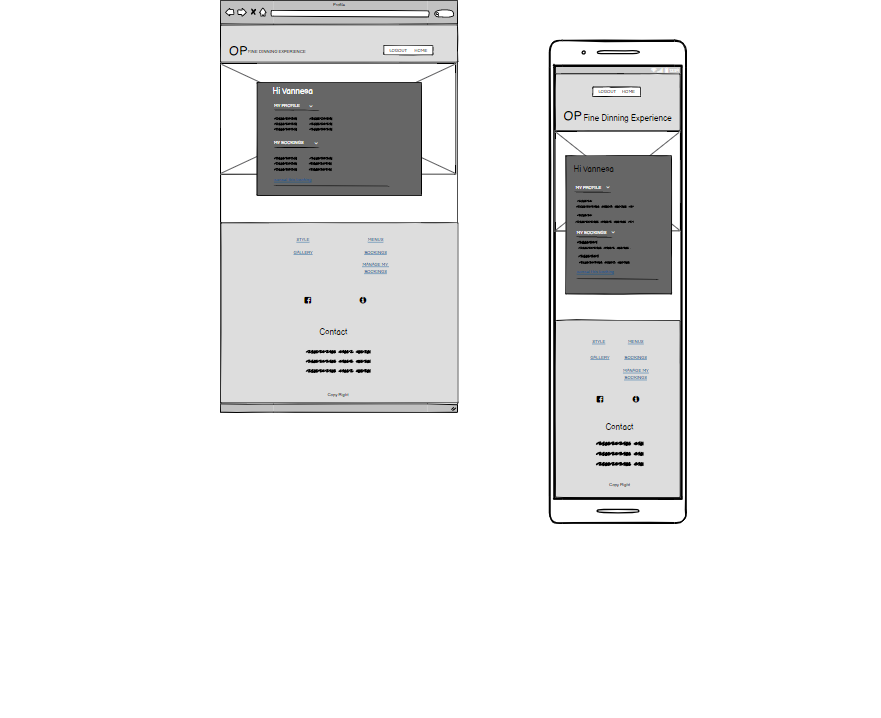 Profile
OP FINE DINNING EXPERIENCE
LOGOUT HOME
Hi Vannesa
MY PROFILE
MY BOOKINGS
STYLE MENUS
GALLERY BOOKINGS
MANAGE MY
BOOKINGS
Contact
Copy Right
LOGOUT HOME
OP Fine Dinning Experience
Hi vannesa
MY PROFILE
MY BOOKINGS
STYLE MENUS
GALLERY BOOKINGS
MANAGE MY
BOOKINGS
Contact
Copy Right